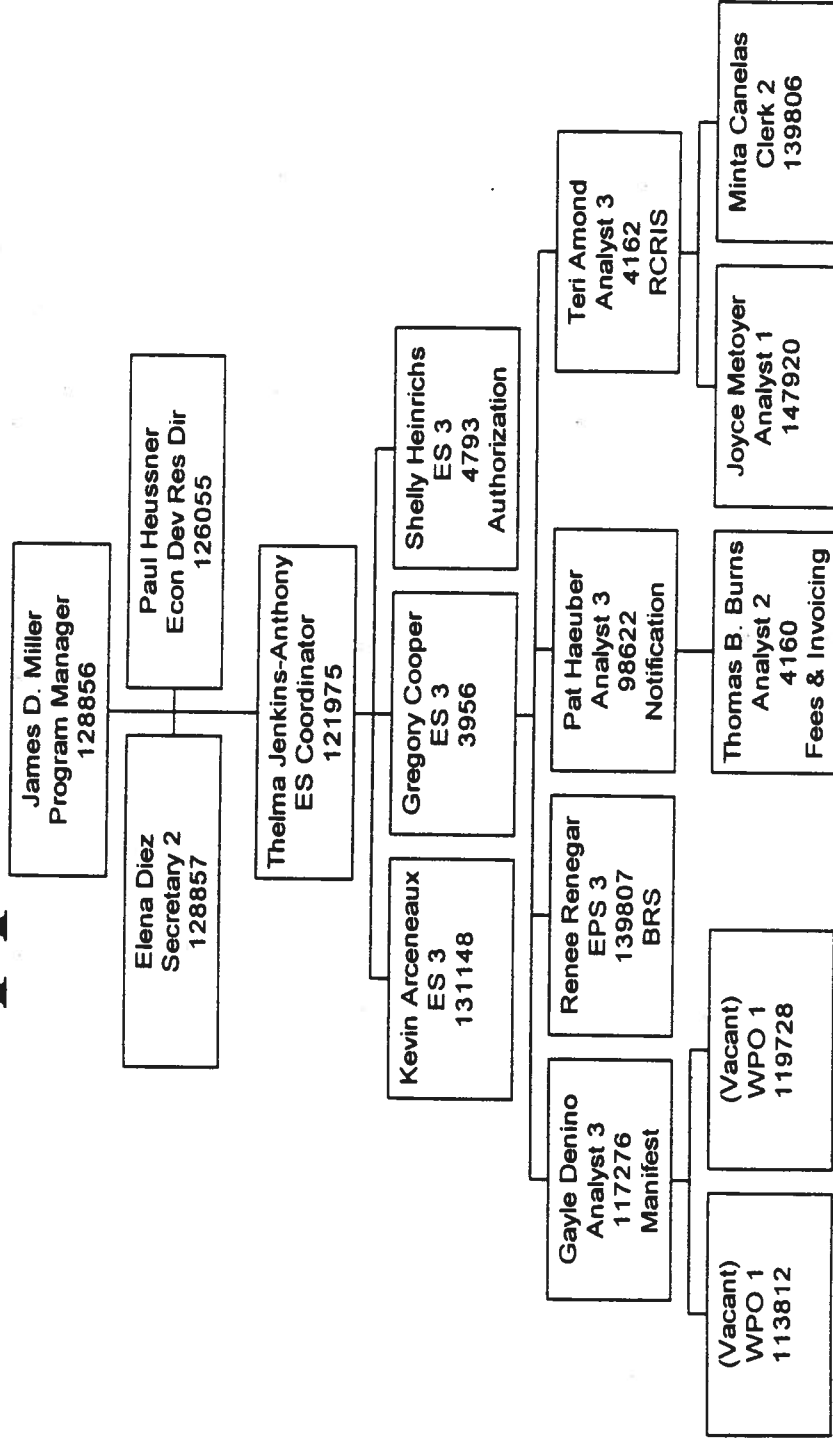 James D. Miller
Program Manager
128856
Elena Diez
Secretary 2
128857
Paul Heussner
Econ Dev Res Dir
126055
Thelma Jenkins-Anthony
ES Coordinator
121975
Kevin Arceneaux
ES 3
131148
Gregory Cooper
ES 3
3956
Shelly Heinrichs
ES 3
4793
Authorization
Gayle Denino
Analyst 3
117276
Manifest
Renee Renegar
EPS 3
139807
BRS
Pat Haeuber
Analyst 3
98622
Notification
Teri Amond
Analyst 3
4162
RCRIS
(Vacant)
WPO 1
113812
(Vacant)
WPO 1
119728
Thomas B. Burns
Analyst 2
4160
Fees & Invoicing
Joyce Metoyer
Analyst 1
147920
Minta Canelas
Clerk 2
139806